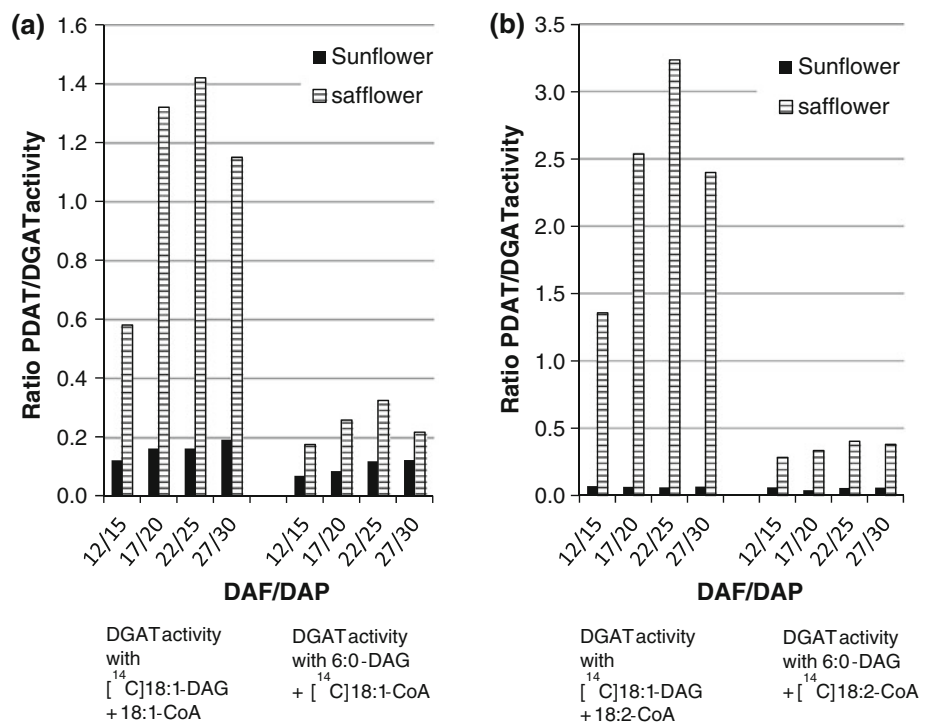 (a)
Ratio PDAT/DGATactivity
1.6
1.4
1.2
1.0
0.8
0.6
0.4
0.2
0.0
Sunflower
safflower
12/15 17/20 22/25 27/30 12/15 17/20 22/25 27/30
DAF/DAP
DGATactivity
with
[14C]18:1-DAG
+18:1-CoA
DGATactivity
with 6:0-DAG
+ [14C]18:1-CoA
(b)
Ratio PDAT/DGATactivity
3.5
3.0
2.5
2.0
1.5
1.0
0.5
0.0
Sunflower
safflower
12/15 17/20 22/25 27/30 12/15 17/20 22/25 27/30
DAF/DAP
DGATactivity
with
[14C]18:1-DAG
+18:2-CoA
DGATactivity
with 6:0-DAG
+[14C]18:2-CoA